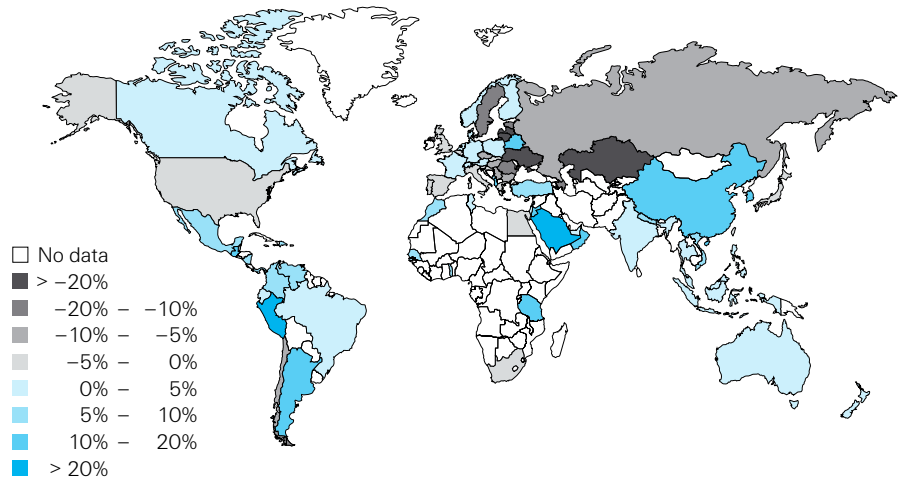 No data
> −20%
−20% – −10%
−10% – −5%
−5% – 0%
0% – 5%
5% – 10%
10% – 20%
> 20%